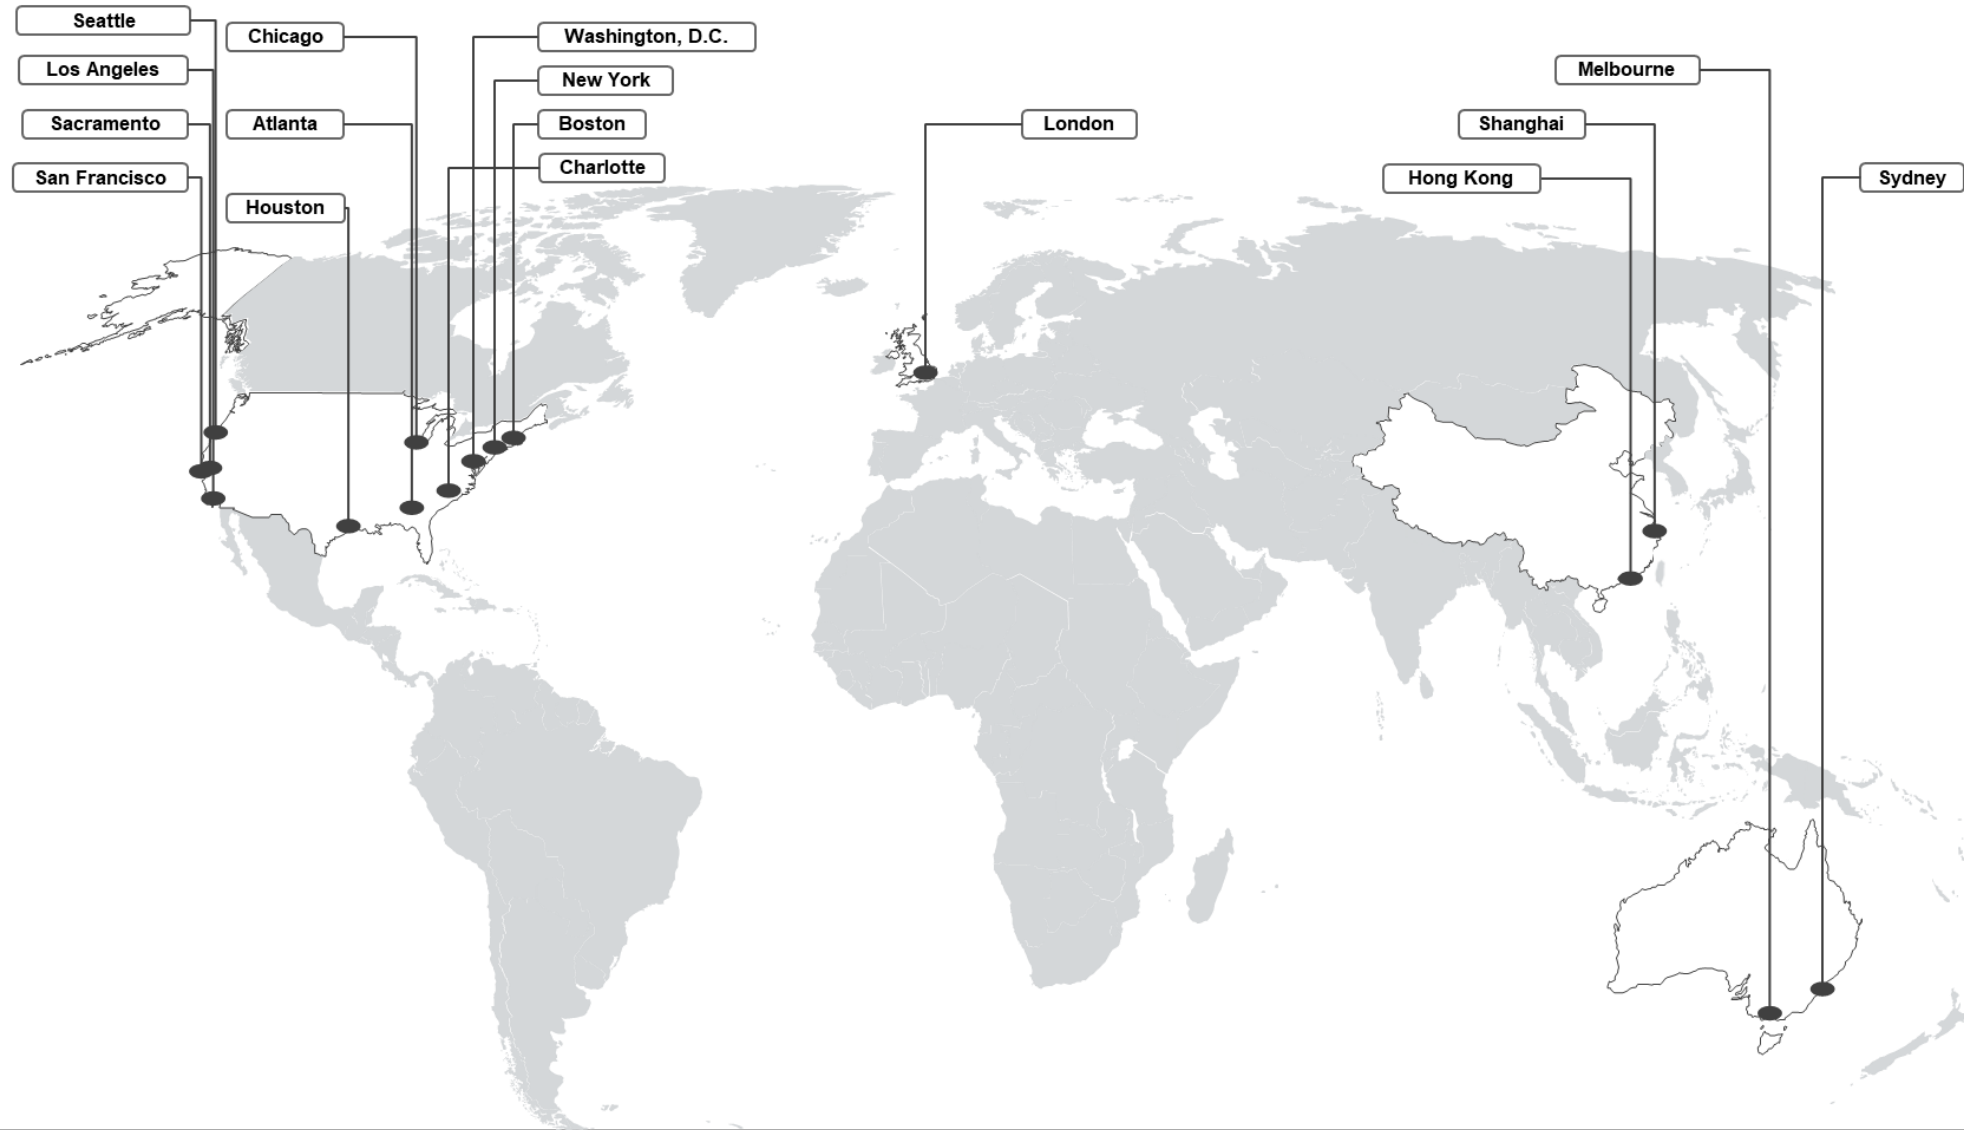 Seattle
Los Angeles
Sacramento
San Francisco
Chicago
Atlanta
Houston
Washington, D.C.
New York
Boston
Charlotte
London
Melbourne
Shanghai
Hong Kong
Sydney